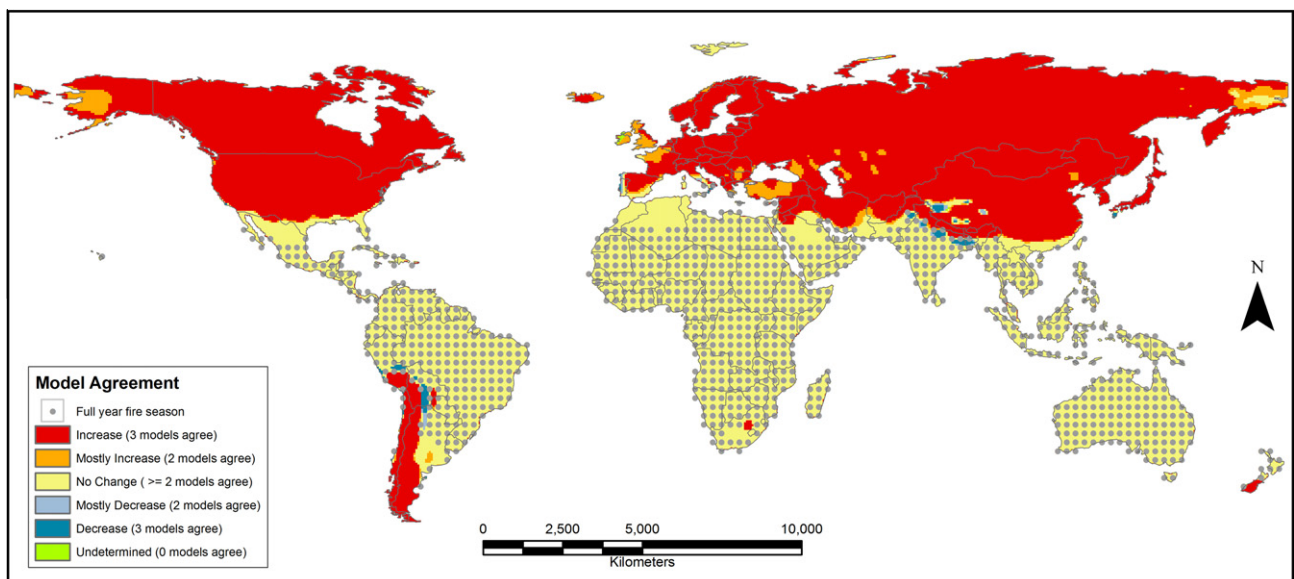 N
Model Agreement
Full year fire season
Increase (3 models agree)
Mostly Increase (2 models agree)
No Change ( >= 2 models agree)
Mostly Decrease (2 models agree)
Decrease (3 models agree)
Undetermined (0 models agree)
0 2,500 5,000 10,000
Kilometers